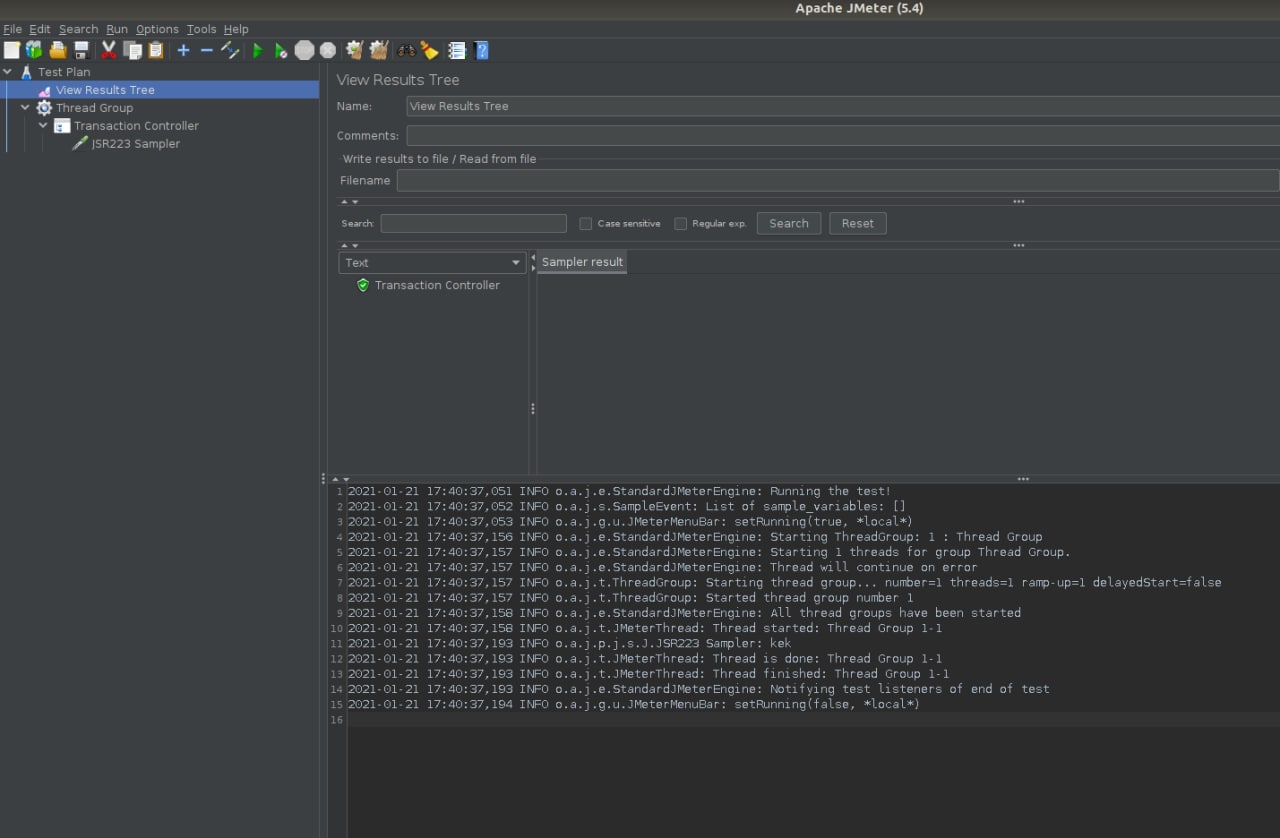 Apache JMeter (5.4)
File Edit Search Run Options Tools Help
Test Plan
View Results Tree
Thread Group
Transaction Controller
JSR223 Sampler
View Results Tree
Name: View Results Tree
Comments:
Write results to file / Read from file
Filename
Search: Case sensitive Regular exp. Search Reset
Text
Sampler result
Transaction Controller
1 2021-01-21 17:40:37,051 INFO o.a.j.e.StandardJMeterEngine: Running the test!
2 2021-01-21 17:40:37,052 INFO o.a.j.s.SampleEvent: List of sample_variables: []
3 2021-01-21 17:40:37,053 INFO o.a.j.g.u.JMeterMenuBar: setRunning(true, *local*)
4 2021-01-21 17:40:37,156 INFO o.a.j.e.StandardJMeterEngine: Starting ThreadGroup: 1 : Thread Group
5 2021-01-21 17:40:37,157 INFO o.a.j.e.StandardJMeterEngine: Starting 1 threads for group Thread Group.
6 2021-01-21 17:40:37,157 INFO o.a.j.e.StandardJMeterEngine: Thread will continue on error
7 2021-01-21 17:40:37,157 INFO o.a.j.t.ThreadGroup: Starting thread group... number=1 threads=1 ramp-up=1 delayedStart=false
8 2021-01-21 17:40:37,157 INFO o.a.j.t.ThreadGroup: Started thread group number 1
9 2021-01-21 17:40:37,158 INFO o.a.j.e.StandardJMeterEngine: All thread groups have been started
10 2021-01-21 17:40:37,158 INFO o.a.j.t.JMeterThread: Thread started: Thread Group 1-1
11 2021-01-21 17:40:37,193 INFO o.a.j.p.j.s.J.JSR223 Sampler: kek
12 2021-01-21 17:40:37,193 INFO o.a.j.t.JMeterThread: Thread is done: Thread Group 1-1
13 2021-01-21 17:40:37,193 INFO o.a.j.t.JMeterThread: Thread finished: Thread Group 1-1
14 2021-01-21 17:40:37,193 INFO o.a.j.e.StandardJMeterEngine: Notifying test listeners of end of test
15 2021-01-21 17:40:37,194 INFO o.a.j.g.u.JMeterMenuBar: setRunning(false, *local*)
16